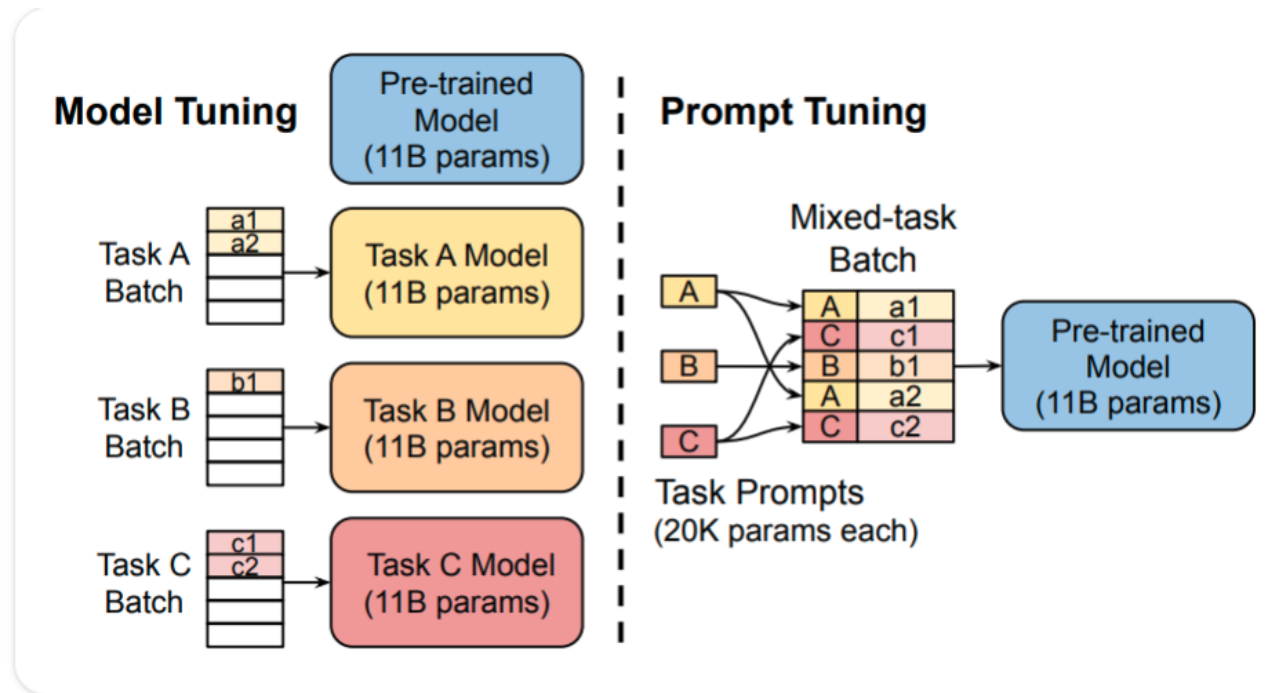 Model Tuning
Pre-trained
Model
(11B params)
Task A
Batch
a1
a2
Task A Model
(11B params)
Task B
Batch
b1
Task B Model
(11B params)
Task C
Batch
c1
c2
Task C Model
(11B params)
Prompt Tuning
Mixed-task
Batch
A
B
C
A a1
C c1
B b1
A a2
C c2
Task Prompts
(20K params each)
Pre-trained
Model
(11B params)